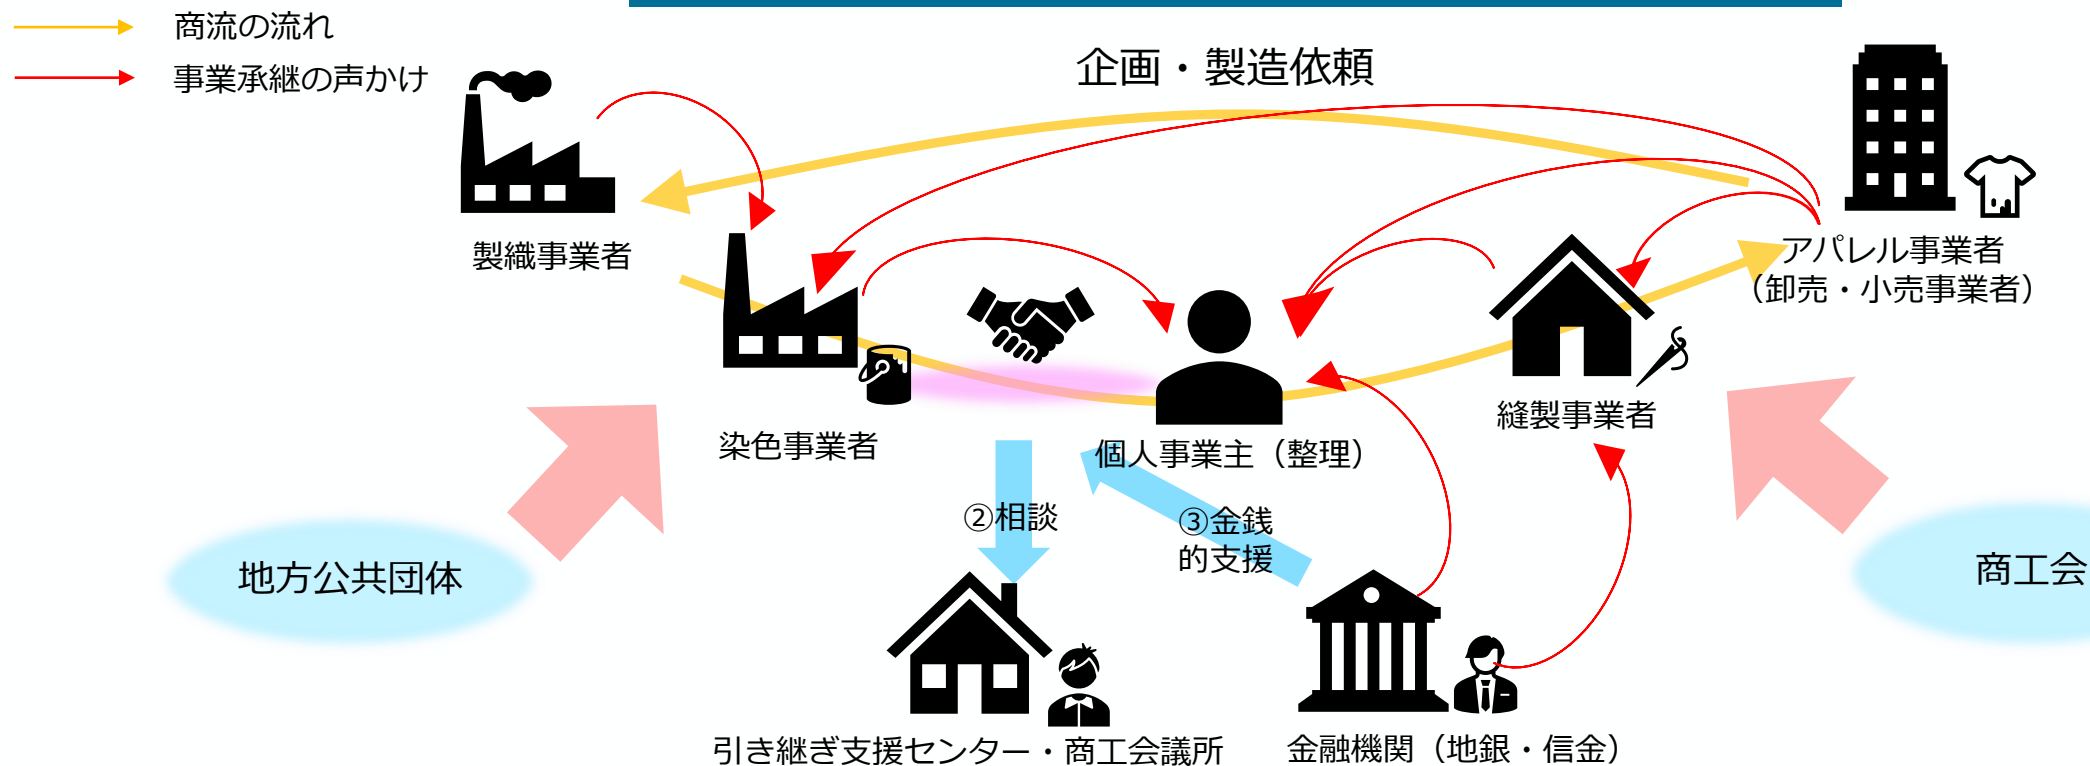 商流の流れ
事業承継の声かけ
企画・製造依頼
製織事業者
アパレル事業者
（卸売・小売事業者）
染色事業者
個人事業主（整理）
縫製事業者
②相談
③金銭
的支援
地方公共団体
商工会
引き継ぎ支援センター・商工会議所
金融機関（地銀・信金）